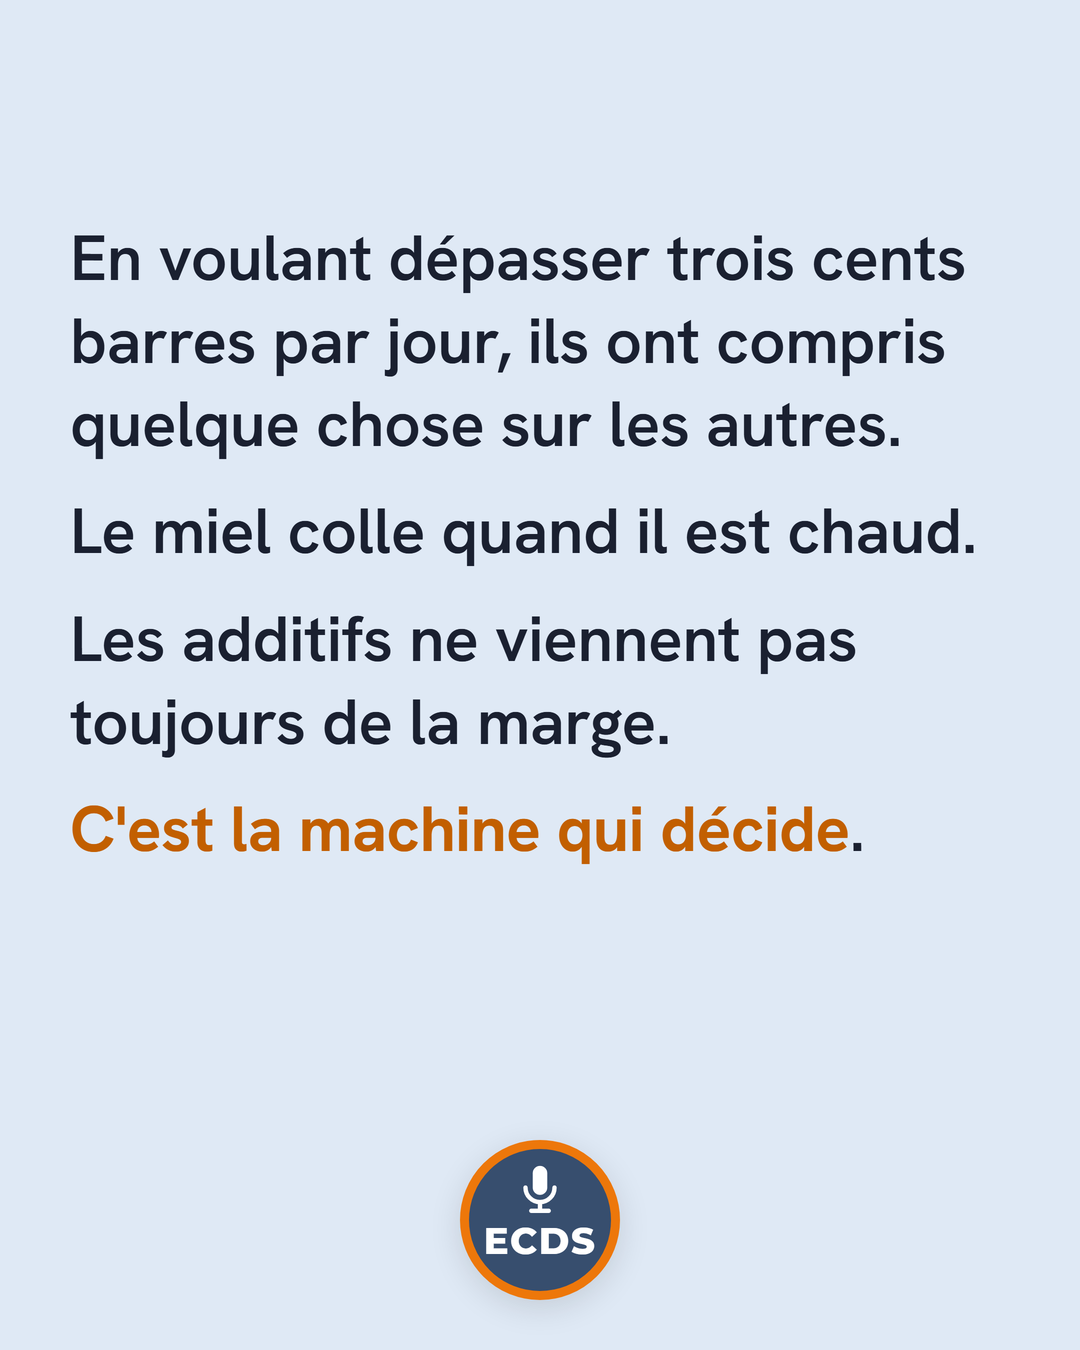 En voulant dépasser trois cents
barres par jour, ils ont compris
quelque chose sur les autres.
Le miel colle quand il est chaud.
Les additifs ne viennent pas
toujours de la marge.
C'est la machine qui décide.
ECDS